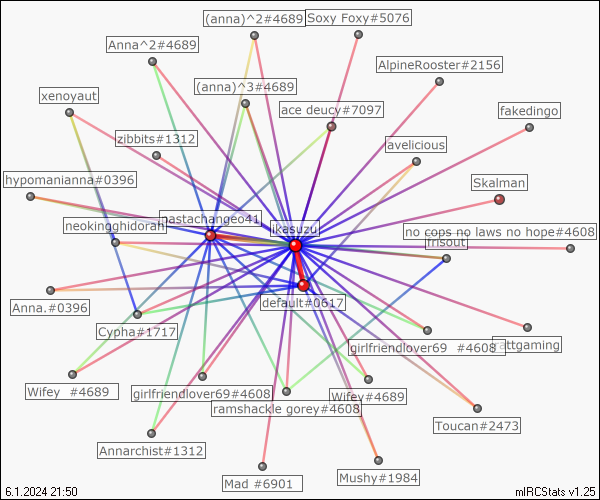 (anna)^2#4689
Soxy Foxy#5076
Anna^2#4689
AlpineRooster#2156
(anna)^3#4689
xenoyaut
ace deucy#7097
fakedingo
zibbits#1312
avelicious
hypomanianna#0396
Skalman
pastachangeo41
neokingghidorah
likasuzu
no cops no laws no hope#4608
frisout
Anna.#0396
default#0617
Cypha#1717
girlfriendlover69 #4608
Wifey #4689
girlfriendlover69#4608
Wifey#4689
ramshackle gorey#4608
Toucan#2473
Annarchist#1312
Mad #6901
Mushy#1984
6.1.2024 21:50
mIRCStats v1.25